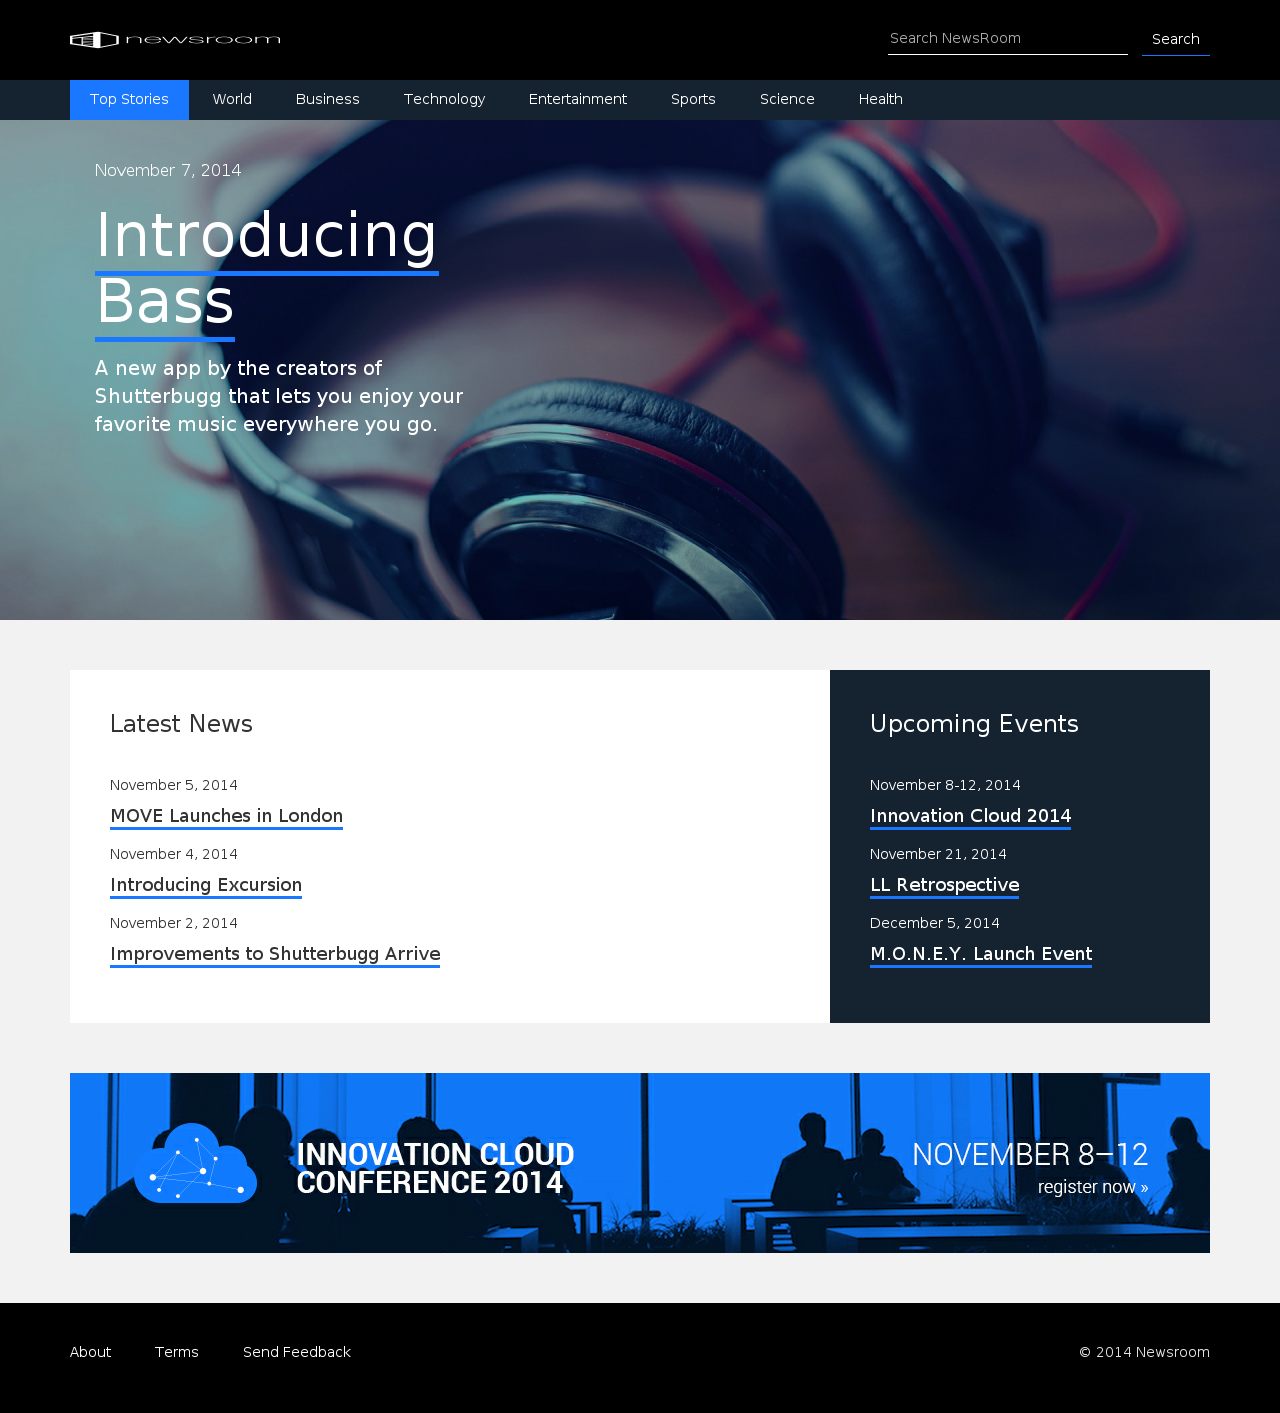 newsroom
Search NewsRoom
Search
Top Stories World Business Technology Entertainment Sports Science Health
November 7, 2014
Introducing
Bass
A new app by the creators of
Shutterbugg that lets you enjoy your
favorite music everywhere you go.
Latest News
November 5, 2014
MOVE Launches in London
November 4, 2014
Introducing Excursion
November 2, 2014
Improvements to Shutterbugg Arrive
Upcoming Events
November 8-12, 2014
Innovation Cloud 2014
November 21, 2014
LL Retrospective
December 5, 2014
M.O.N.E.Y. Launch Event
INNOVATION CLOUD
CONFERENCE 2014
NOVEMBER 8–12
register now »
About Terms Send Feedback
© 2014 Newsroom